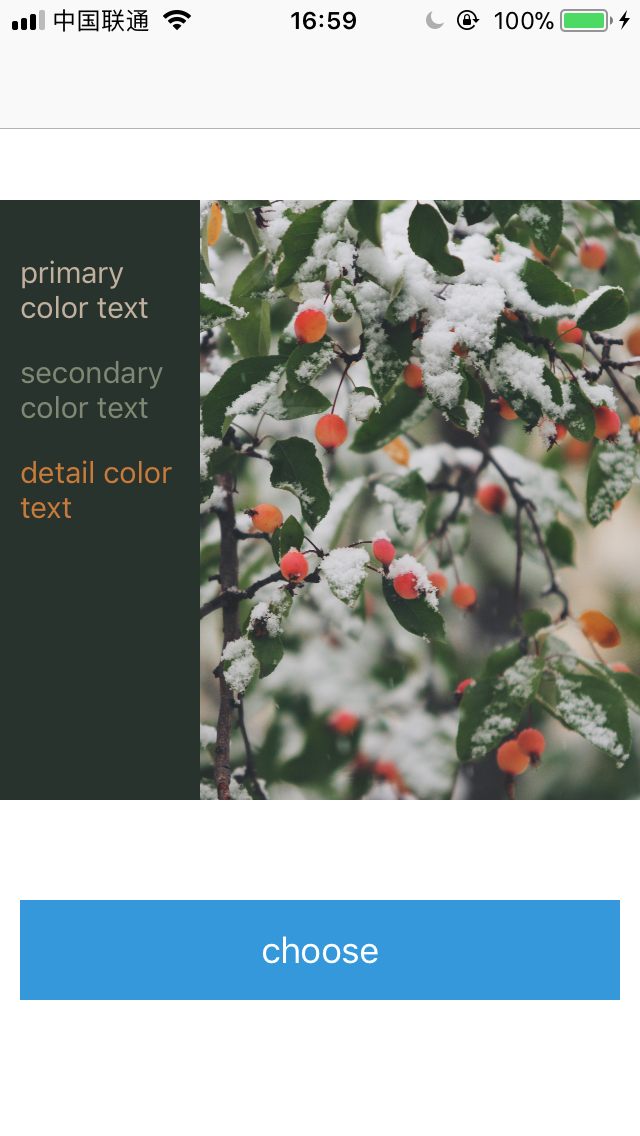 中国联通 16:59 100%
primary
color text
secondary
color text
detail color
text
choose